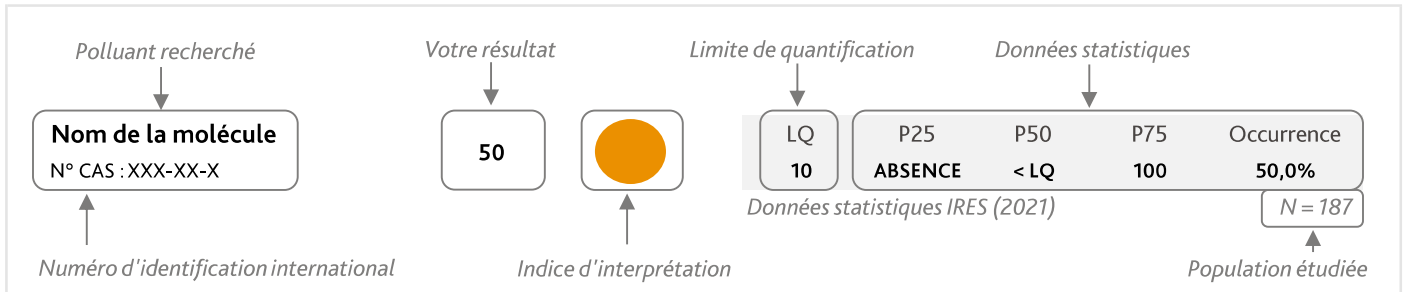 Polluant recherché
Votre résultat
Limite de quantification
Données statistiques
Nom de la molécule
N° CAS : XXX-XX-X
50
LQ
10
P25
P50
P75
Occurrence
ABSENCE
< LQ
100
50,0%
Données statistiques IRES (2021)
N = 187
Numéro d'identification international
Indice d'interprétation
Population étudiée